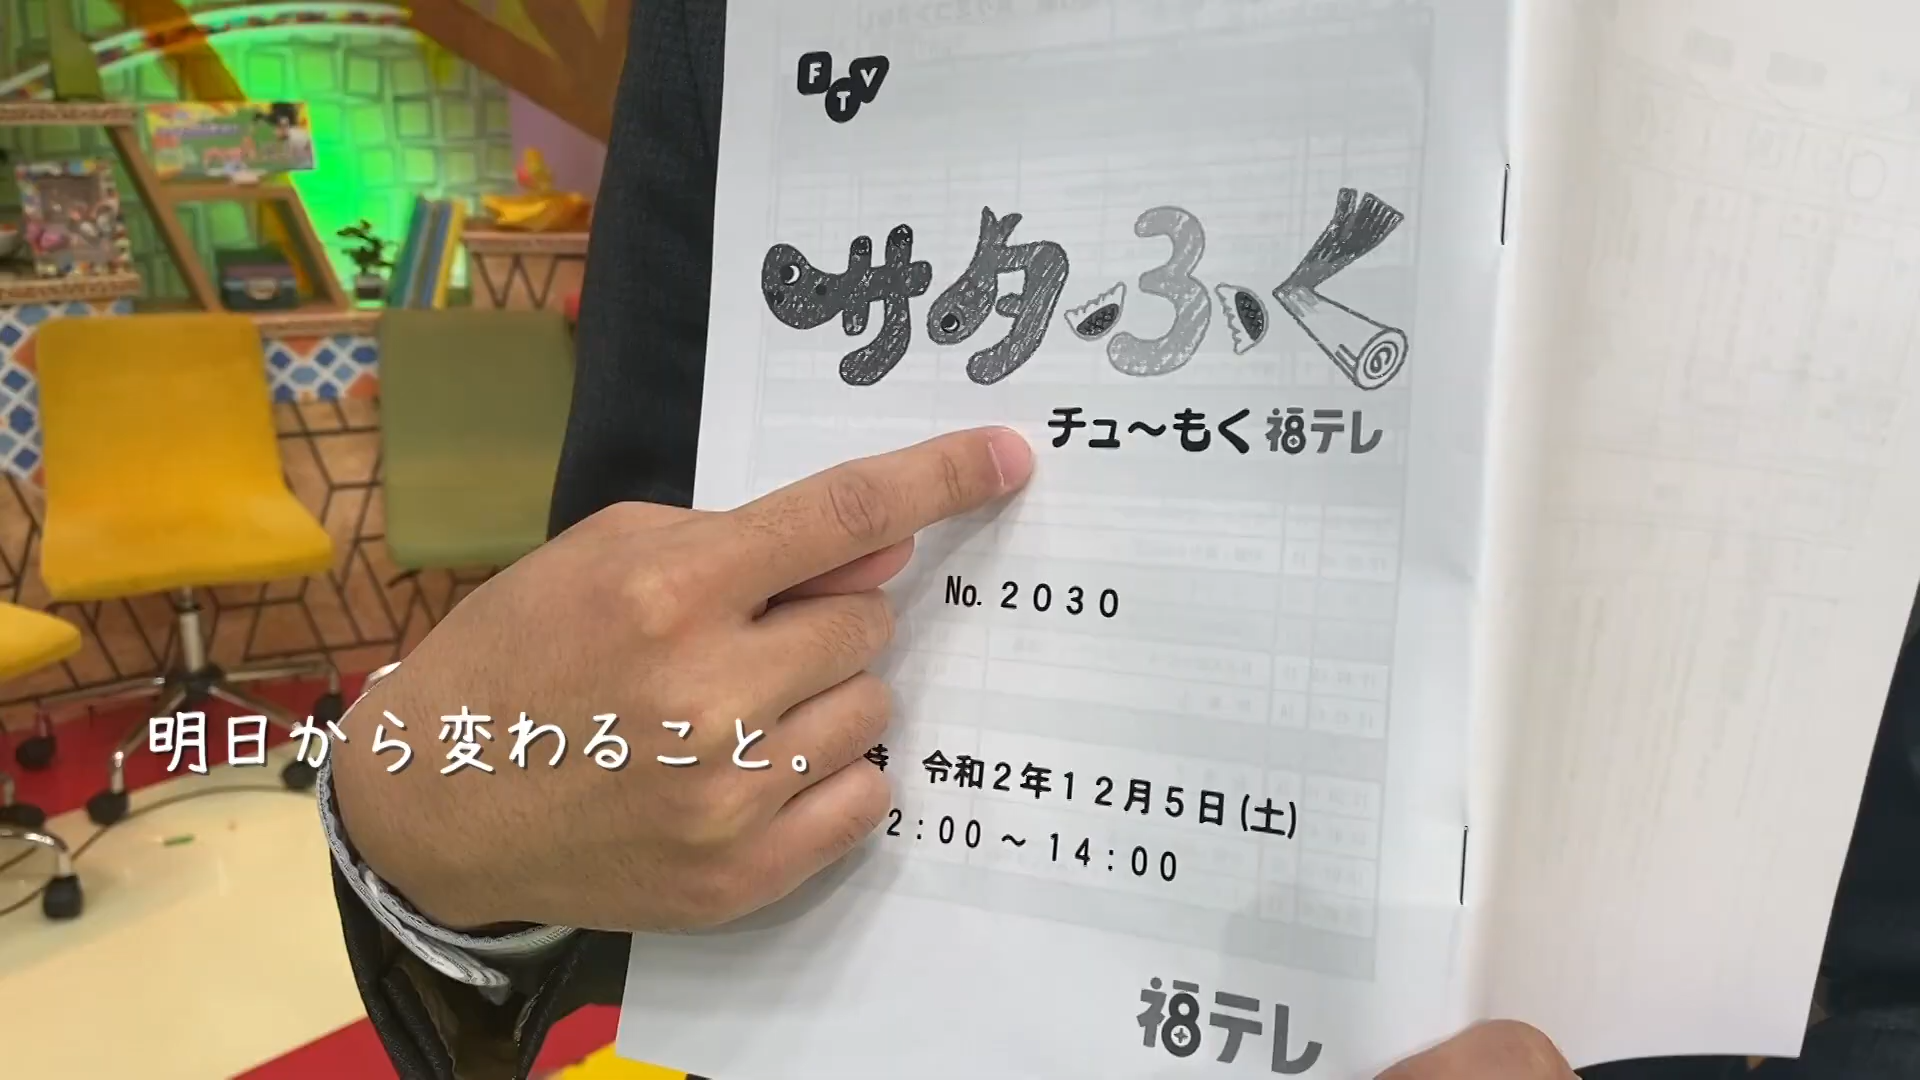 FTV
サタふく
チュ～もく福テレ
No. 2030
明日から変わること。
令和2年12月5日(土)
2:00 ～ 14:00
福テレ